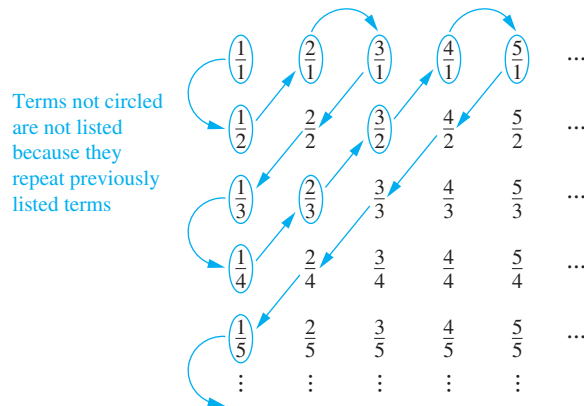 1/1 2/1 3/1 4/1 5/1 ...
Terms not circled
are not listed
because they
repeat previously
listed terms
1/2 2/2 3/2 4/2 5/2 ...
1/3 2/3 3/3 4/3 5/3 ...
1/4 2/4 3/4 4/4 5/4 ...
1/5 2/5 3/5 4/5 5/5 ...
⋮ ⋮ ⋮ ⋮ ⋮